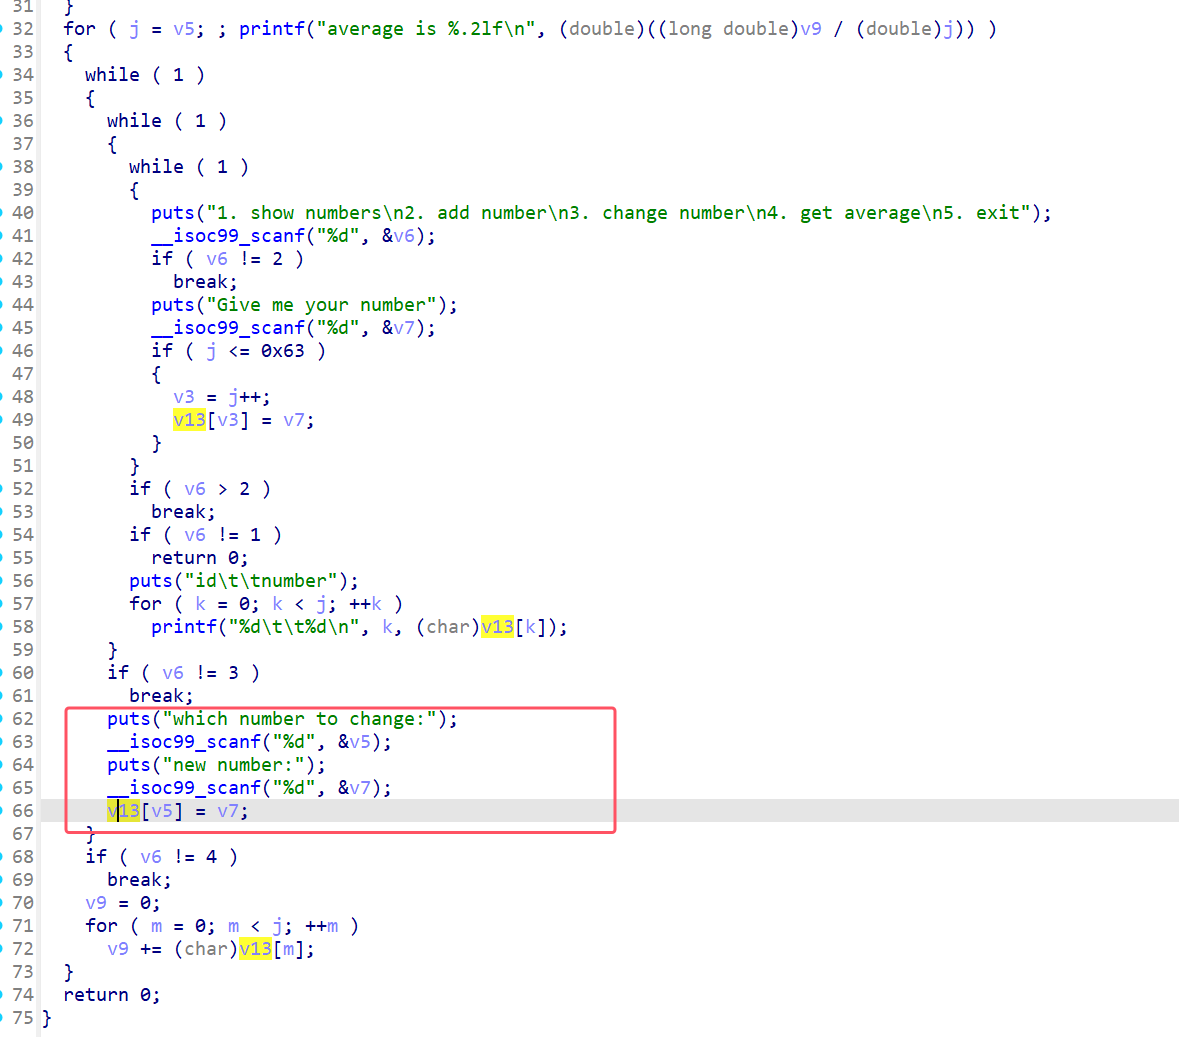 31 }
32 for ( j = v5; ; printf("average is %.2lf\n", (double)((long double)v9 / (double)j)) )
33 {
34 while ( 1 )
35 {
36 while ( 1 )
37 {
38 while ( 1 )
39 {
40 puts("1. show numbers\n2. add number\n3. change number\n4. get average\n5. exit");
41 __isoc99_scanf("%d", &v6);
42 if ( v6 != 2 )
43 break;
44 puts("Give me your number");
45 __isoc99_scanf("%d", &v7);
46 if ( j <= 0x63 )
47 {
48 v3 = j++;
49 v13[v3] = v7;
50 }
51 }
52 if ( v6 > 2 )
53 break;
54 if ( v6 != 1 )
55 return 0;
56 puts("id\t\tnumber");
57 for ( k = 0; k < j; ++k )
58 printf("%d\t\t%d\n", k, (char)v13[k]);
59 }
60 if ( v6 != 3 )
61 break;
62 puts("which number to change:");
63 __isoc99_scanf("%d", &v5);
64 puts("new number:");
65 __isoc99_scanf("%d", &v7);
66 v13[v5] = v7;
67 }
68 if ( v6 != 4 )
69 break;
70 v9 = 0;
71 for ( m = 0; m < j; ++m )
72 v9 += (char)v13[m];
73 }
74 return 0;
75 }